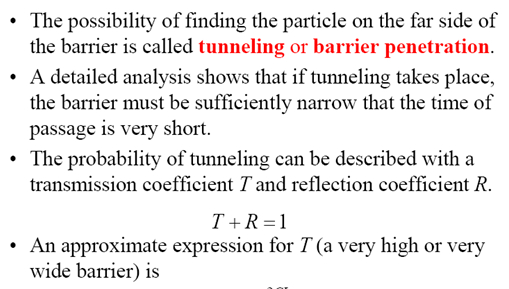 • The possibility of finding the particle on the far side of
the barrier is called tunneling or barrier penetration.
• A detailed analysis shows that if tunneling takes place,
the barrier must be sufficiently narrow that the time of
passage is very short.
• The probability of tunneling can be described with a
transmission coefficient T and reflection coefficient R.
T + R = 1
• An approximate expression for T (a very high or very
wide barrier) is